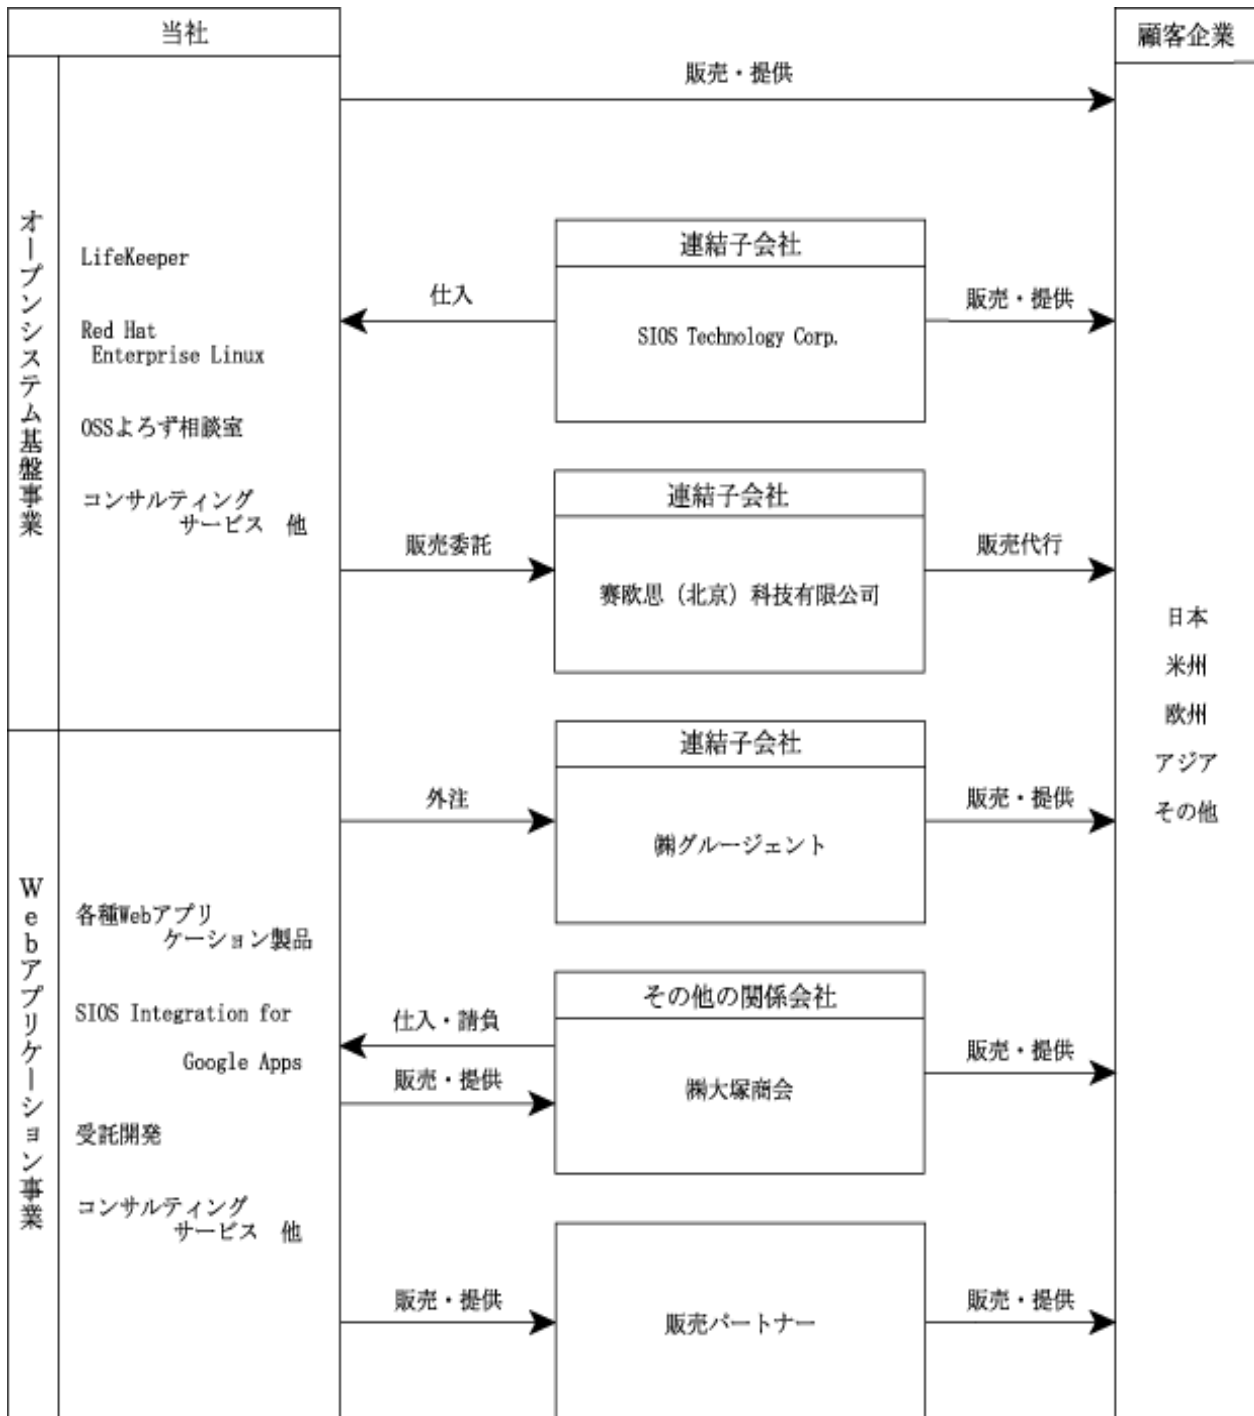 当社
顧客企業
販売・提供
オープンシステム基盤事業
LifeKeeper
Red Hat
Enterprise Linux
OSSよろず相談室
コンサルティング
サービス 他
連結子会社
SIOS Technology Corp.
仕入
販売・提供
連結子会社
賽欧思（北京）科技有限公司
販売委託
販売代行
日本
米州
欧州
アジア
その他
Webアプリケーション事業
各種Webアプリ
ケーション製品
SIOS Integration for
Google Apps
受託開発
コンサルティング
サービス 他
連結子会社
㈱グルージェント
外注
販売・提供
その他の関係会社
㈱大塚商会
仕入・請負
販売・提供
販売・提供
販売パートナー
販売・提供
販売・提供